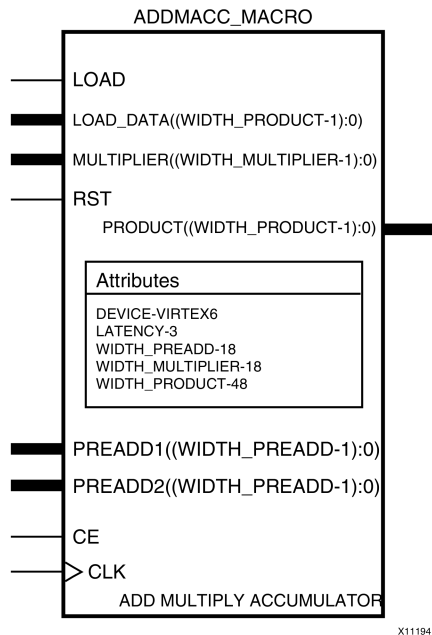 ADDMACC_MACRO
LOAD
LOAD_DATA((WIDTH_PRODUCT-1):0)
MULTIPLIER((WIDTH_MULTIPLIER-1):0)
RST
PRODUCT((WIDTH_PRODUCT-1):0)
Attributes
DEVICE-VIRTEX6
LATENCY-3
WIDTH_PREADD-18
WIDTH_MULTIPLIER-18
WIDTH_PRODUCT-48
PREADD1((WIDTH_PREADD-1):0)
PREADD2((WIDTH_PREADD-1):0)
CE
CLK
ADD MULTIPLY ACCUMULATOR
X11194